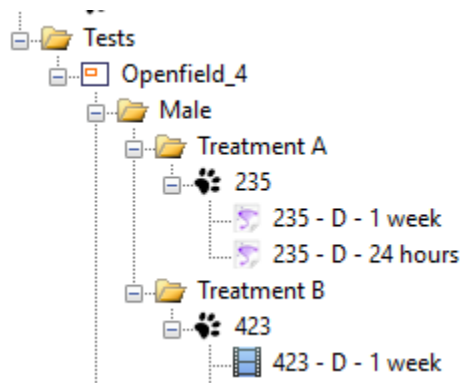 Tests
Openfield_4
Male
Treatment A
235
235 - D - 1 week
235 - D - 24 hours
Treatment B
423
423 - D - 1 week